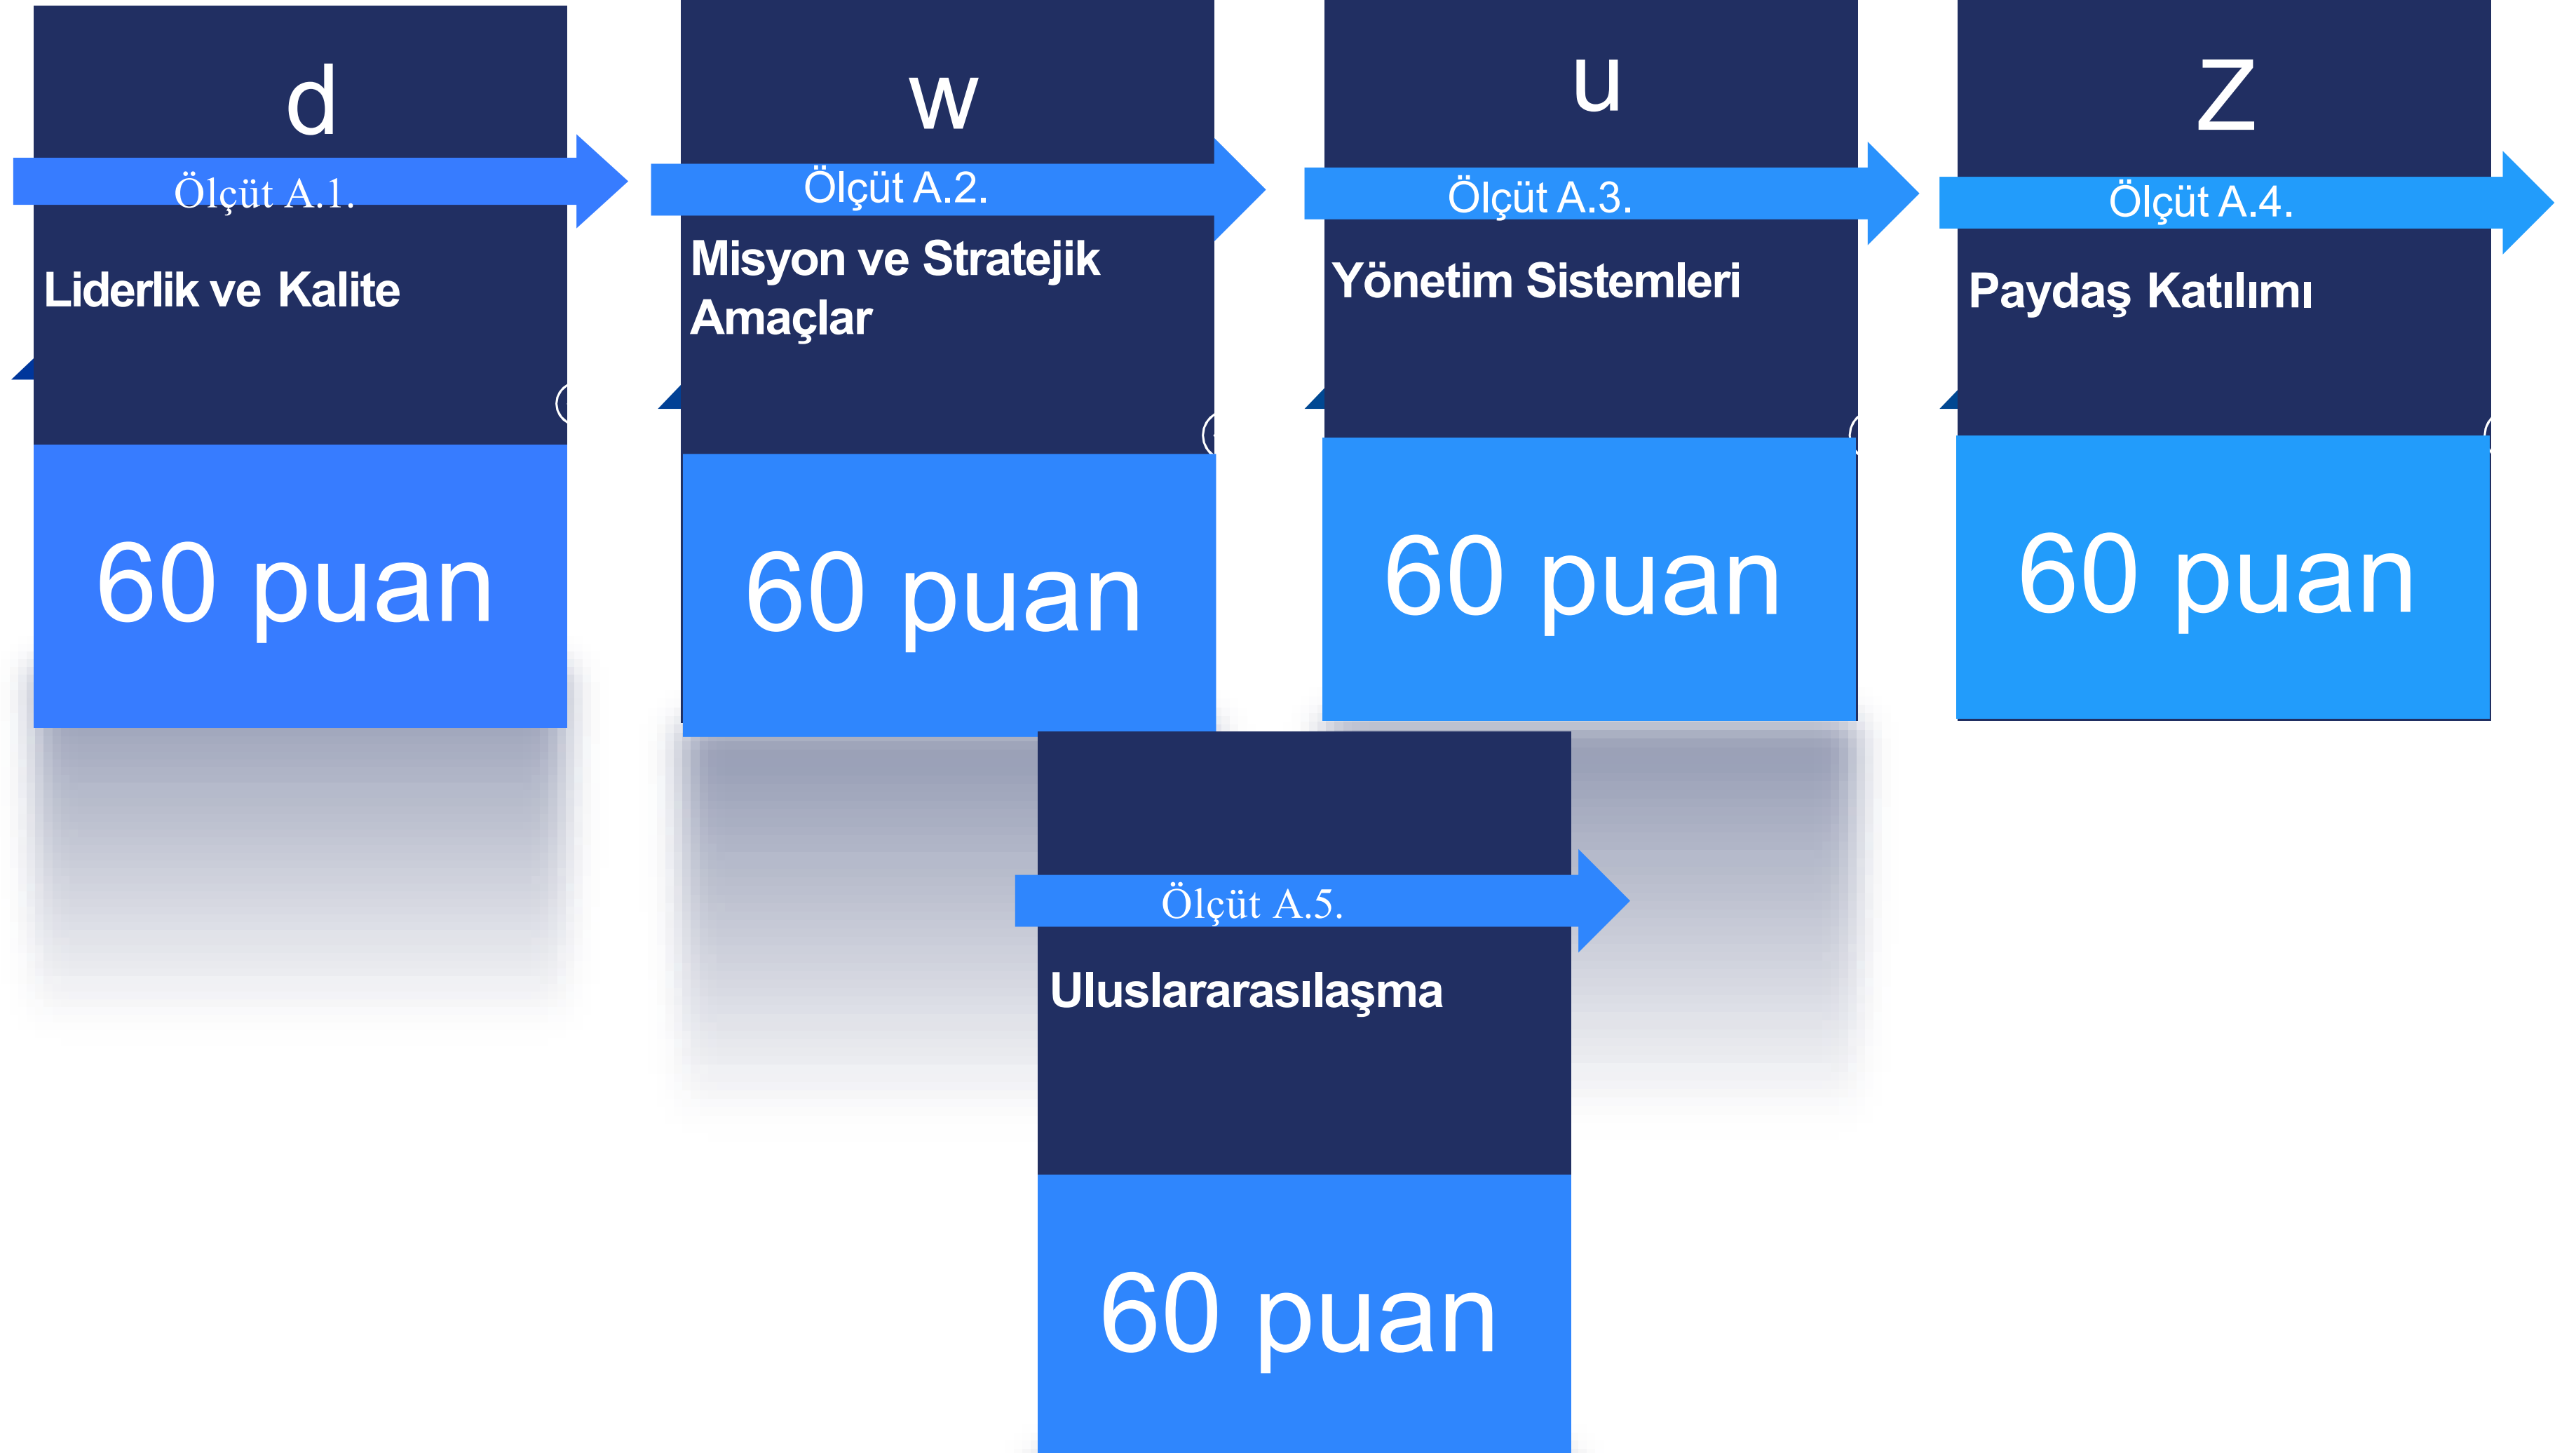 d
Ölçüt A.1.
Liderlik ve Kalite
60 puan
w
Ölçüt A.2.
Misyon ve Stratejik
Amaçlar
60 puan
u
Ölçüt A.3.
Yönetim Sistemleri
60 puan
Z
Ölçüt A.4.
Paydaş Katılımı
60 puan
Ölçüt A.5.
Uluslararasılaşma
60 puan